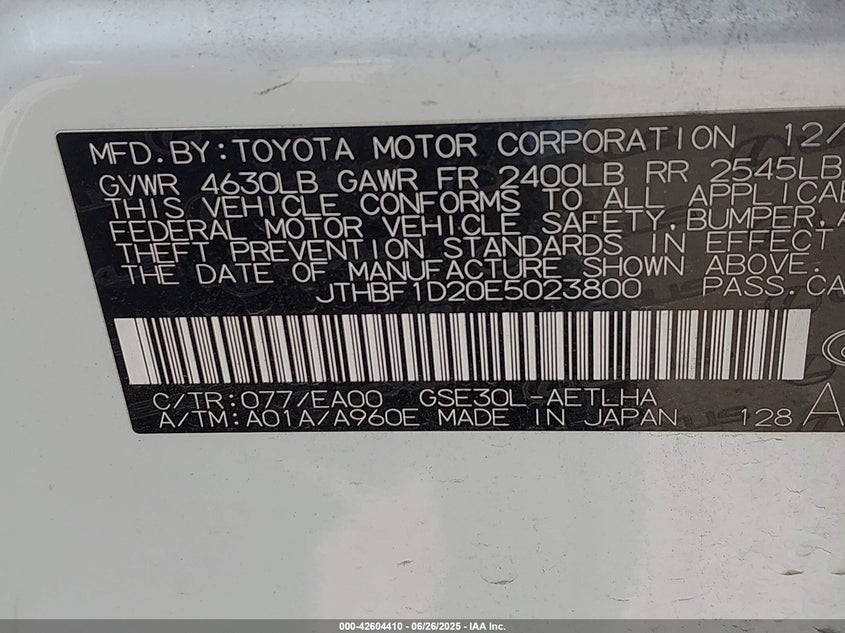 MFD.BY:TOYOTA MOTOR CORPORATION 12/
GVWR 4630LB GAWR FR 2400LB RR 2545LB
THIS VEHICLE CONFORMS TO ALL APPLICAB
FEDERAL MOTOR VEHICLE SAFETY,BUMPER, A
THEFT PREVENTION STANDARDS IN EFFECT
THE DATE OF MANUFACTURE SHOWN ABOVE.
JTHBF1D20E5023800 PASS.CA
C/TR:077/EA00 GSE30L-AETLHA
A/TM:A01A/A960E MADE IN JAPAN 128 A
000-42604410 - 06/26/2025 - IAA Inc.